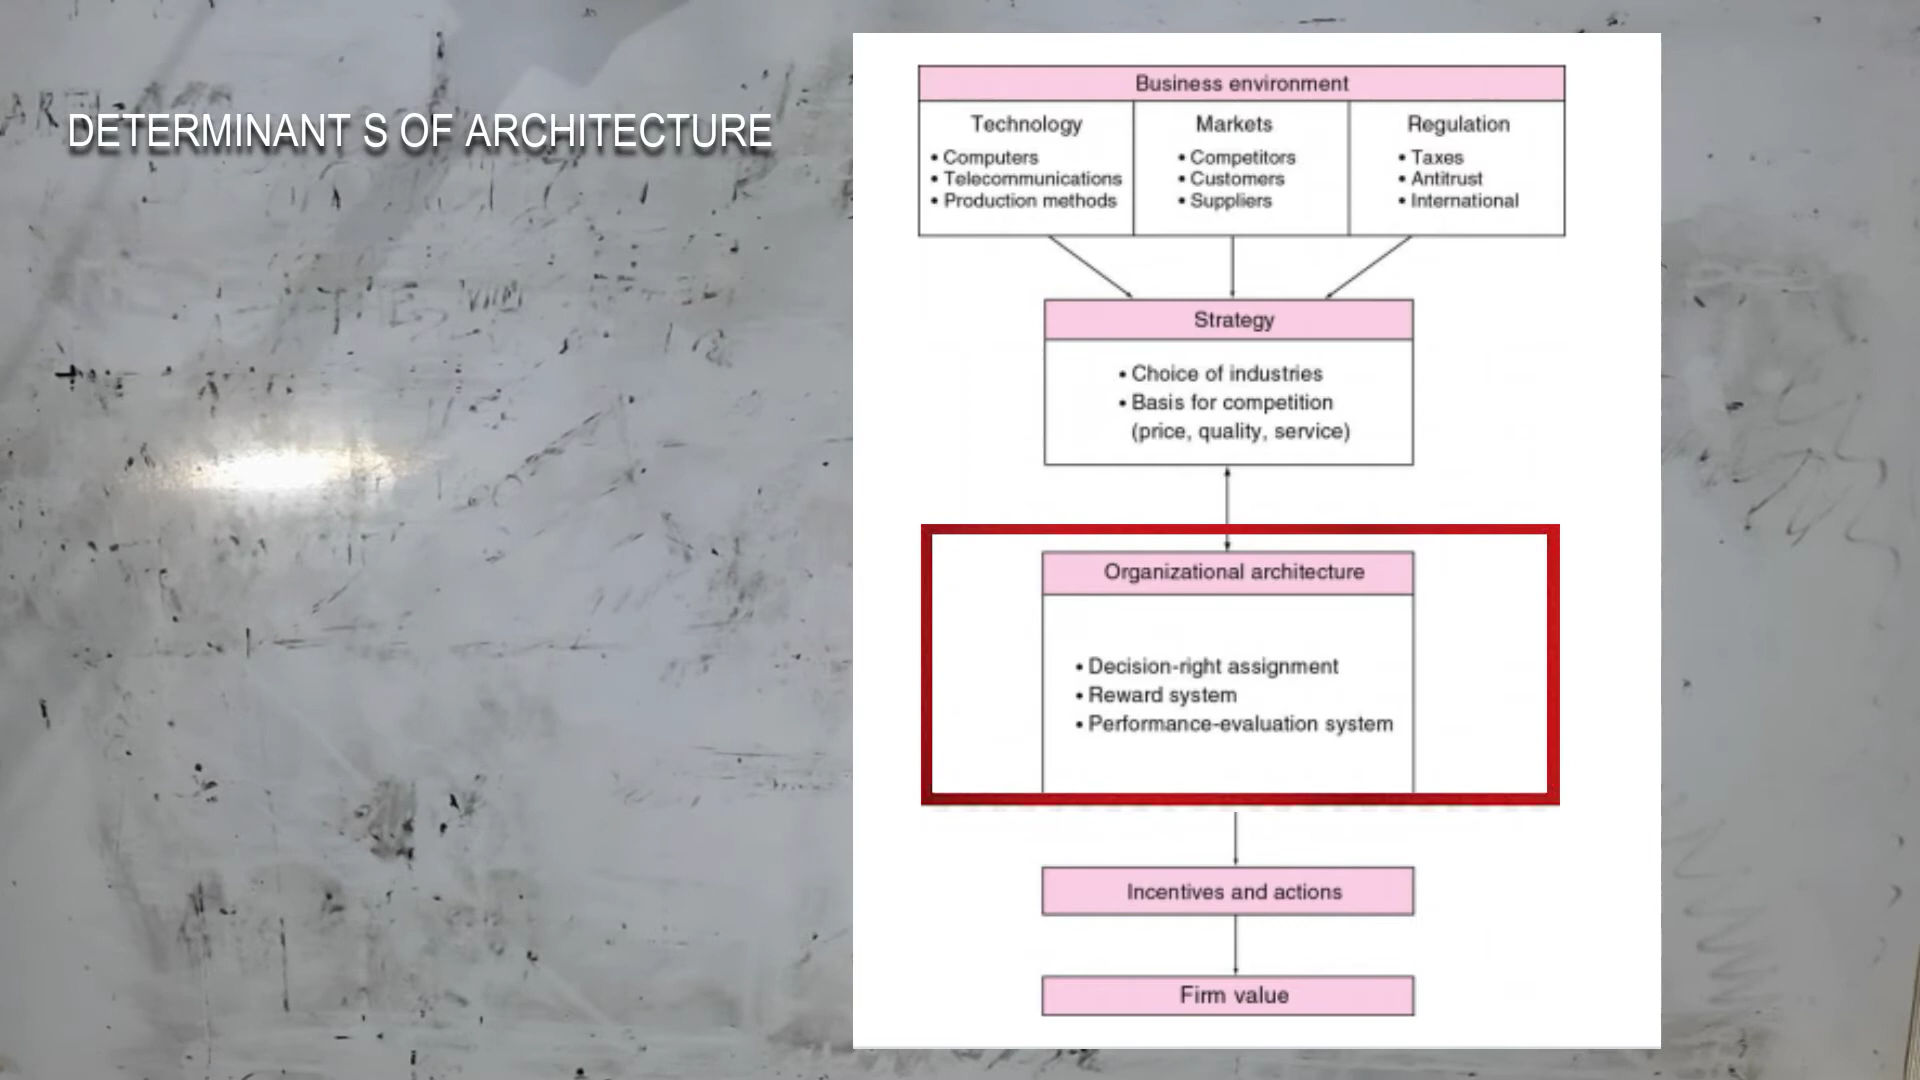 DETERMINANT S OF ARCHITECTURE
Business environment
Technology
• Computers
• Telecommunications
• Production methods
Markets
• Competitors
• Customers
• Suppliers
Regulation
• Taxes
• Antitrust
• International
Strategy
• Choice of industries
• Basis for competition
(price, quality, service)
Organizational architecture
• Decision-right assignment
• Reward system
• Performance-evaluation system
Incentives and actions
Firm value